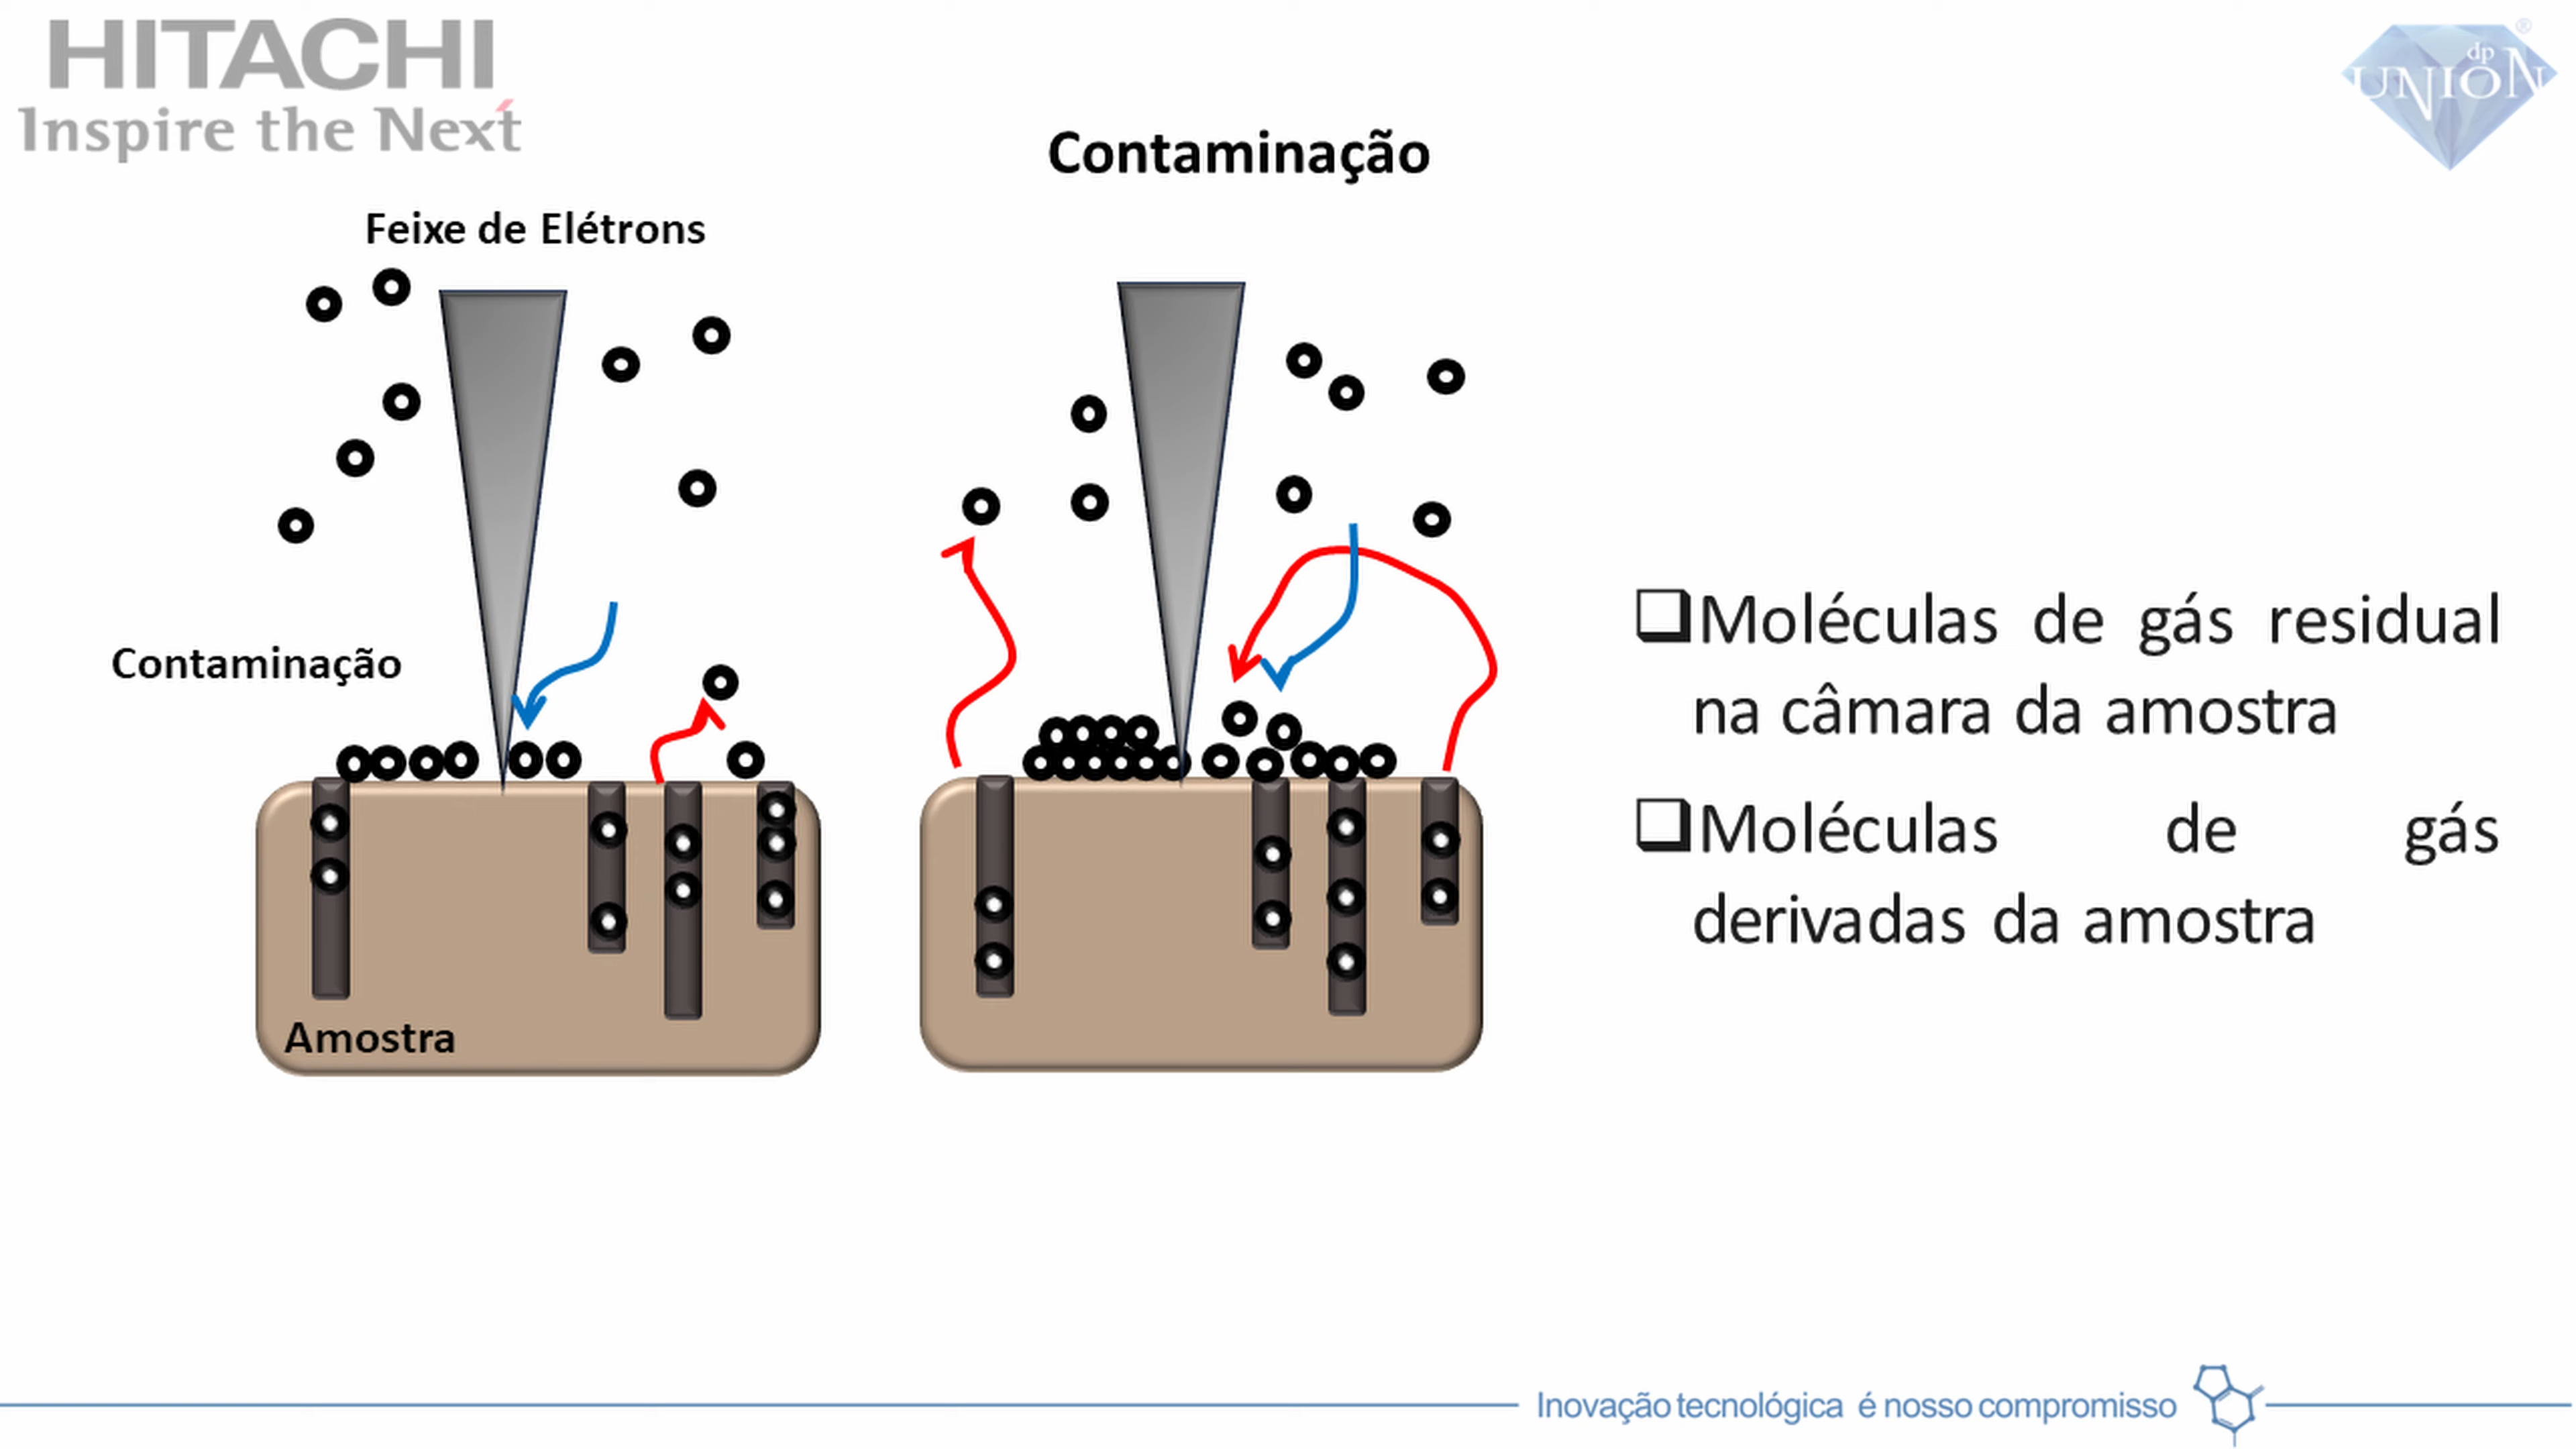 HITACHI
Inspire the Next
dp
UNION®
Contaminação
Feixe de Elétrons
Contaminação
Amostra
Moléculas de gás residual
na câmara da amostra
Moléculas de gás
derivadas da amostra
Inovação tecnológica é nosso compromisso